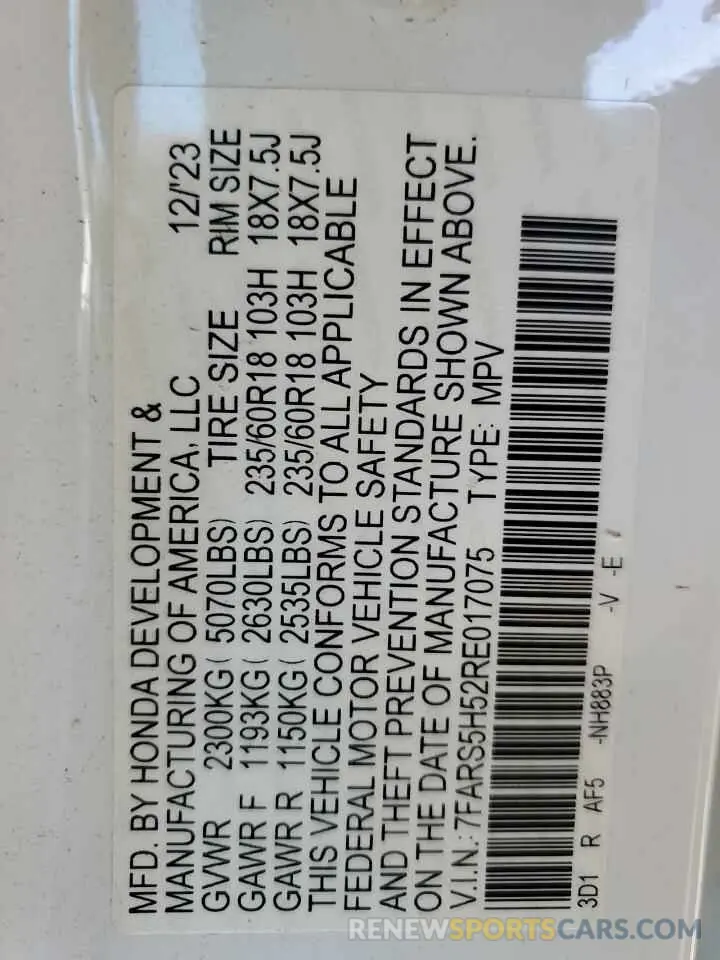 MFD. BY HONDA DEVELOPMENT &
MANUFACTURING OF AMERICA, LLC 12/'23
GVWR 2300KG( 5070LBS) TIRE SIZE RIM SIZE
GAWR F 1193KG( 2630LBS) 235/60R18 103H 18X7.5J
GAWR R 1150KG( 2535LBS) 235/60R18 103H 18X7.5J
THIS VEHICLE CONFORMS TO ALL APPLICABLE
FEDERAL MOTOR VEHICLE SAFETY
AND THEFT PREVENTION STANDARDS IN EFFECT
ON THE DATE OF MANUFACTURE SHOWN ABOVE.
V.I.N.: 7FARS5H52RE017075 TYPE: MPV
3D1 R AF5 -NH883P -V -E
RENEWSPORTSCARS.COM